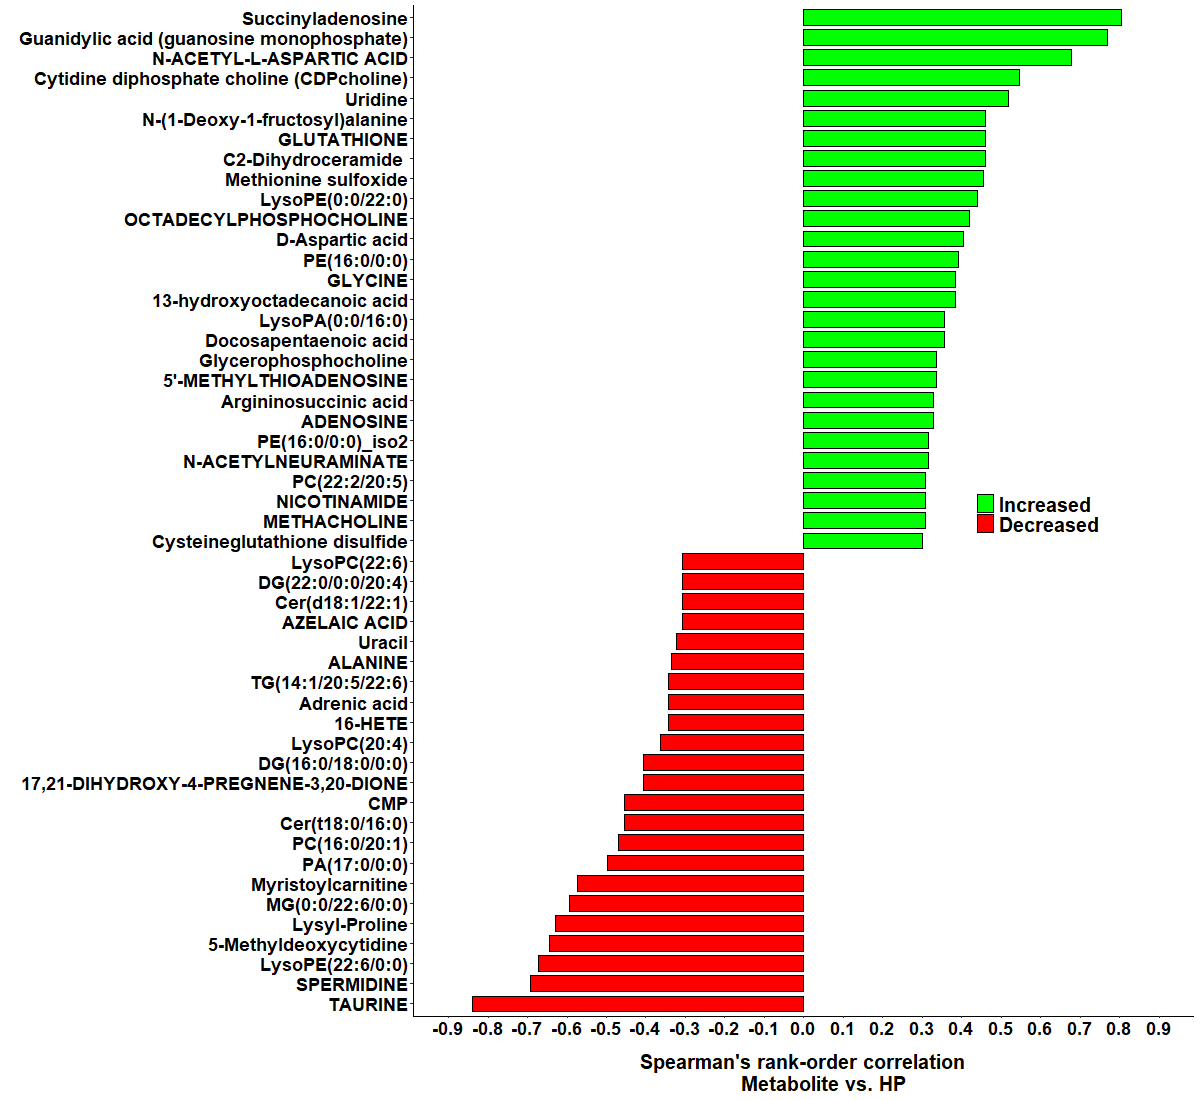 Succinyladenosine
Guanidylic acid (guanosine monophosphate)
N-ACETYL-L-ASPARTIC ACID
Cytidine diphosphate choline (CDPcholine)
Uridine
N-(1-Deoxy-1-fructosyl)alanine
GLUTATHIONE
C2-Dihydroceramide
Methionine sulfoxide
LysoPE(0:0/22:0)
OCTADECYLPHOSPHOCHOLINE
D-Aspartic acid
PE(16:0/0:0)
GLYCINE
13-hydroxyoctadecanoic acid
LysoPA(0:0/16:0)
Docosapentaenoic acid
Glycerophosphocholine
5'-METHYLTHIOADENOSINE
Argininosuccinic acid
ADENOSINE
PE(16:0/0:0)_iso2
N-ACETYLNEURAMINATE
PC(22:2/20:5)
NICOTINAMIDE
METHACHOLINE
Cysteineglutathione disulfide
LysoPC(22:6)
DG(22:0/0:0/20:4)
Cer(d18:1/22:1)
AZELAIC ACID
Uracil
ALANINE
TG(14:1/20:5/22:6)
Adrenic acid
16-HETE
LysoPC(20:4)
DG(16:0/18:0/0:0)
17,21-DIHYDROXY-4-PREGNENE-3,20-DIONE
CMP
Cer(t18:0/16:0)
PC(16:0/20:1)
PA(17:0/0:0)
Myristoylcarnitine
MG(0:0/22:6/0:0)
Lysyl-Proline
5-Methyldeoxycytidine
LysoPE(22:6/0:0)
SPERMIDINE
TAURINE
Increased
Decreased
-0.9 -0.8 -0.7 -0.6 -0.5 -0.4 -0.3 -0.2 -0.1 0.0 0.1 0.2 0.3 0.4 0.5 0.6 0.7 0.8 0.9
Spearman's rank-order correlation
Metabolite vs. HP